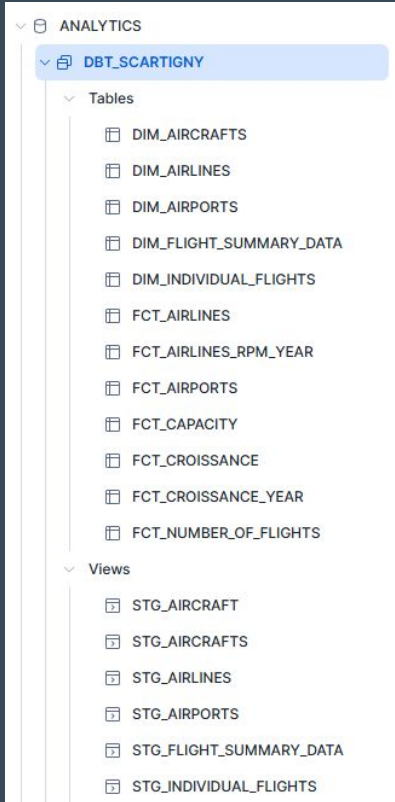 ANALYTICS
DBT_SCARTIGNY
Tables
DIM_AIRCRAFTS
DIM_AIRLINES
DIM_AIRPORTS
DIM_FLIGHT_SUMMARY_DATA
DIM_INDIVIDUAL_FLIGHTS
FCT_AIRLINES
FCT_AIRLINES_RPM_YEAR
FCT_AIRPORTS
FCT_CAPACITY
FCT_CROISSANCE
FCT_CROISSANCE_YEAR
FCT_NUMBER_OF_FLIGHTS
Views
STG_AIRCRAFT
STG_AIRCRAFTS
STG_AIRLINES
STG_AIRPORTS
STG_FLIGHT_SUMMARY_DATA
STG_INDIVIDUAL_FLIGHTS